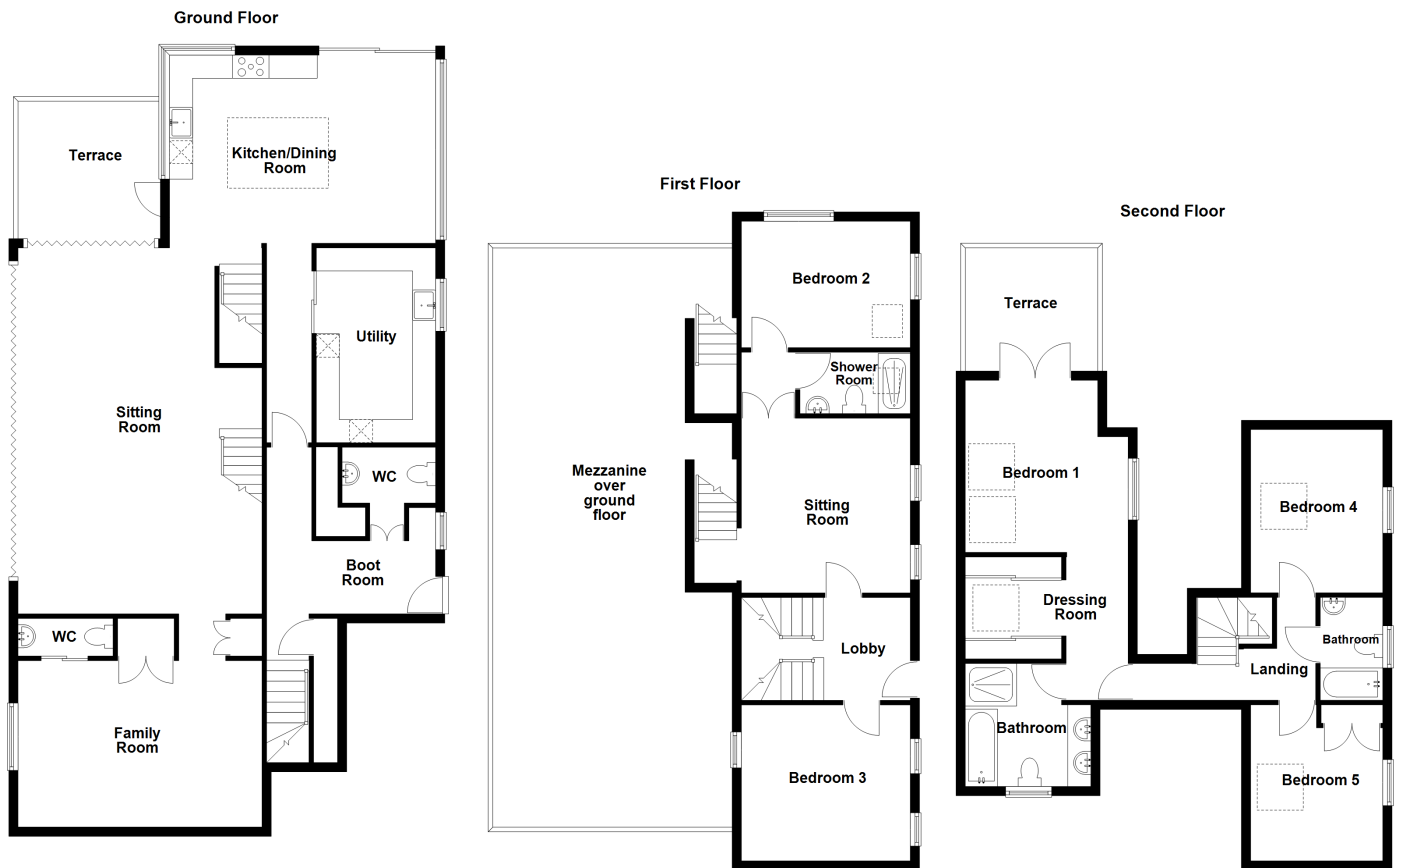 Ground Floor
Terrace
Kitchen/Dining
Room
Utility
Sitting
Room
WC
Boot
Room
WC
Family
Room
First Floor
Bedroom 2
Shower
Room
Mezzanine
over
ground
floor
Sitting
Room
Lobby
Bedroom 3
Second Floor
Terrace
Bedroom 1
Bedroom 4
Dressing
Room
Bathroom
Landing
Bathroom
Bedroom 5